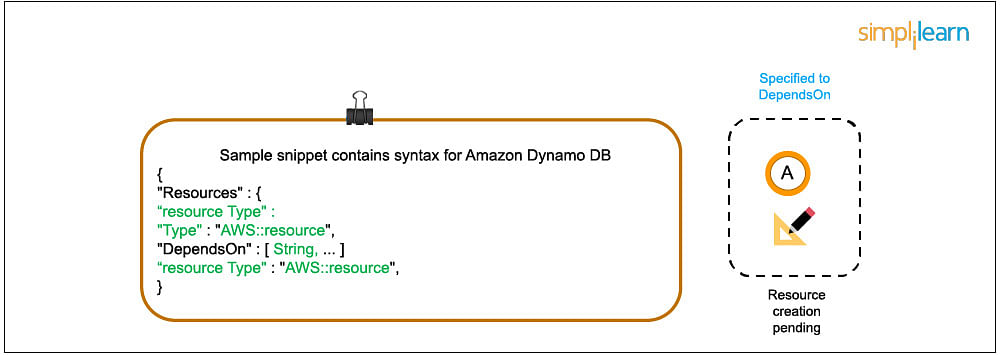 simplilearn
Specified to
DependsOn
Sample snippet contains syntax for Amazon Dynamo DB
{
"Resources" : {
“resource Type” :
"Type" : "AWS::resource",
"DependsOn" : [ String, ... ]
“resource Type" : "AWS::resource",
}
A
Resource
creation
pending